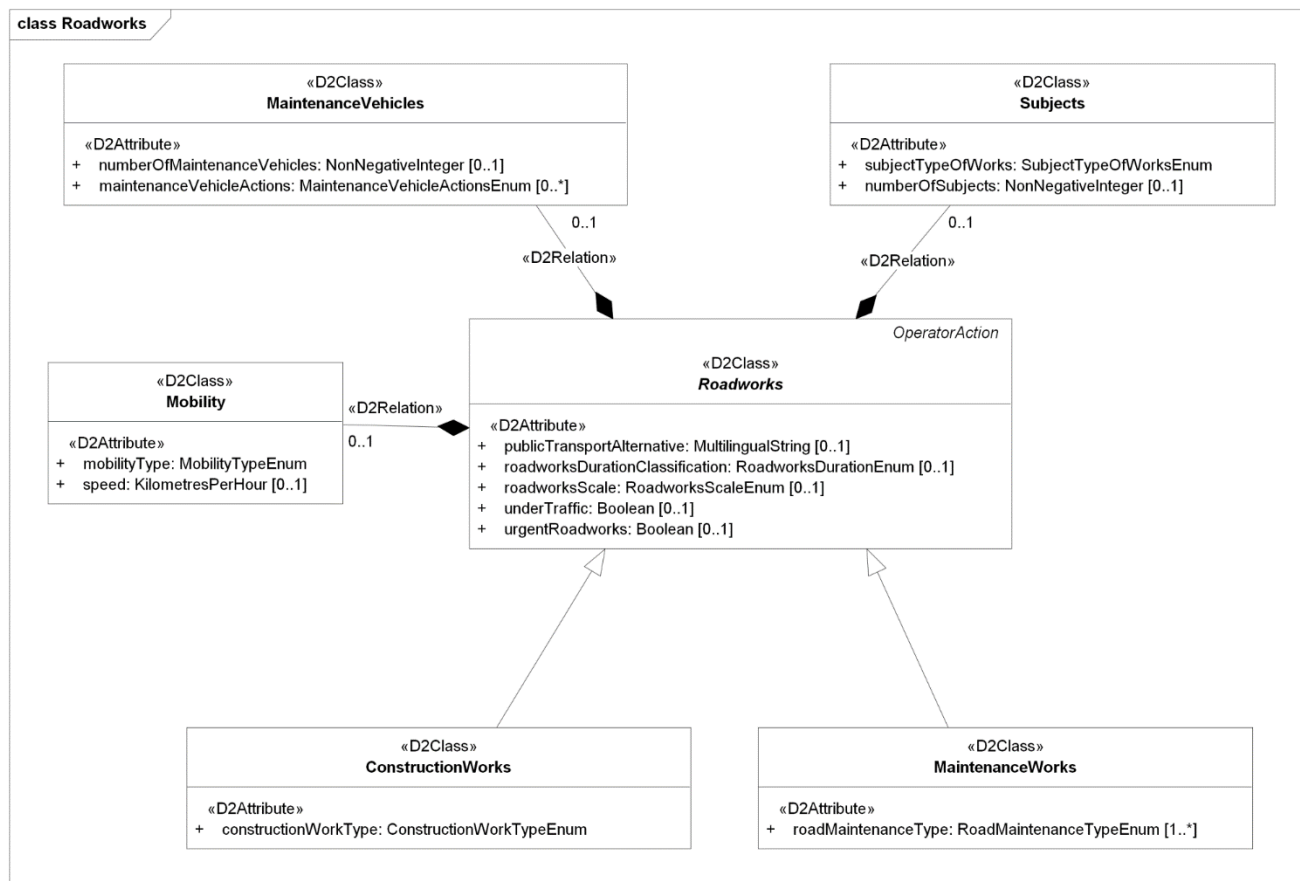 class Roadworks
«D2Class»
MaintenanceVehicles
«D2Attribute»
+ numberOfMaintenanceVehicles: NonNegativeInteger [0..1]
+ maintenanceVehicleActions: MaintenanceVehicleActionsEnum [0..*]
«D2Class»
Subjects
«D2Attribute»
+ subjectTypeOfWorks: SubjectTypeOfWorksEnum
+ numberOfSubjects: NonNegativeInteger [0..1]
0..1
«D2Relation»
0..1
«D2Relation»
«D2Class»
Mobility
«D2Attribute»
+ mobilityType: MobilityTypeEnum
+ speed: KilometresPerHour [0..1]
«D2Relation»
0..1
OperatorAction
«D2Class»
Roadworks
«D2Attribute»
+ publicTransportAlternative: MultilingualString [0..1]
+ roadworksDurationClassification: RoadworksDurationEnum [0..1]
+ roadworksScale: RoadworksScaleEnum [0..1]
+ underTraffic: Boolean [0..1]
+ urgentRoadworks: Boolean [0..1]
«D2Class»
ConstructionWorks
«D2Attribute»
+ constructionWorkType: ConstructionWorkTypeEnum
«D2Class»
MaintenanceWorks
«D2Attribute»
+ roadMaintenanceType: RoadMaintenanceTypeEnum [1..*]